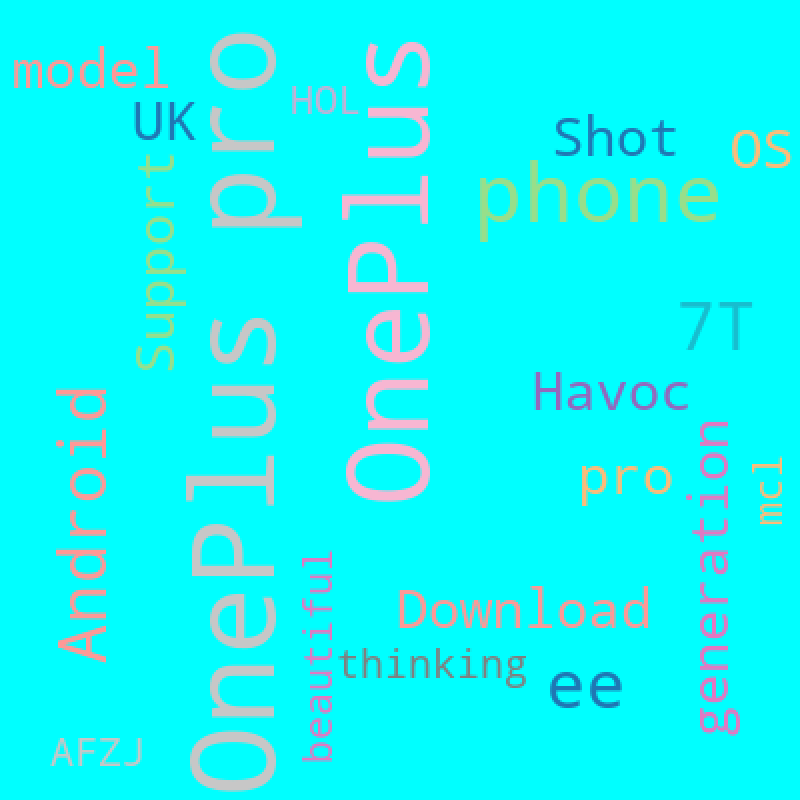 model
OnePlus pro
OnePlus
HOL
UK
Shot
OS
Support
phone
7T
Havoc
Android
pro
generation
mcl
beautiful
Download
thinking
ee
AFZJ